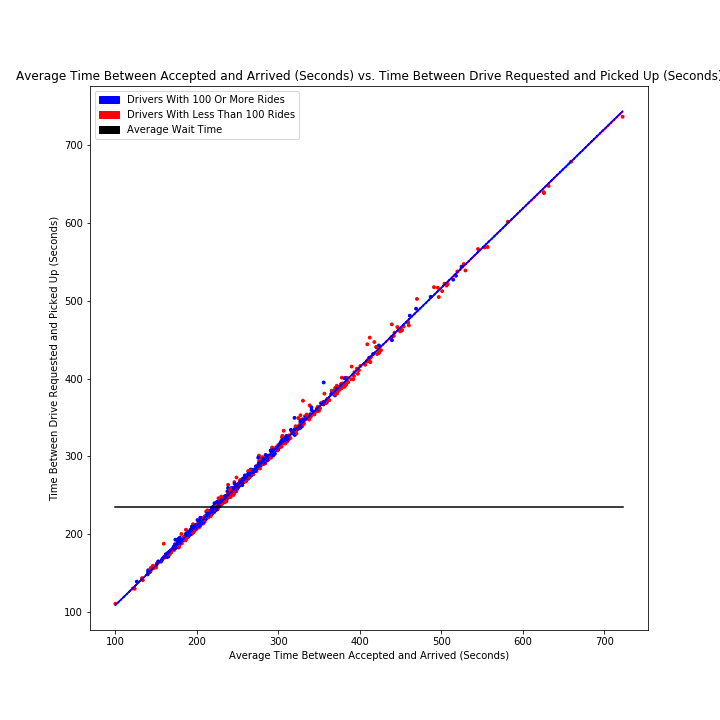 Average Time Between Accepted and Arrived (Seconds) vs. Time Between Drive Requested and Picked Up (Seconds)
Drivers With 100 Or More Rides
Drivers With Less Than 100 Rides
Average Wait Time
Time Between Drive Requested and Picked Up (Seconds)
700
600
500
400
300
200
100
100 200 300 400 500 600 700
Average Time Between Accepted and Arrived (Seconds)